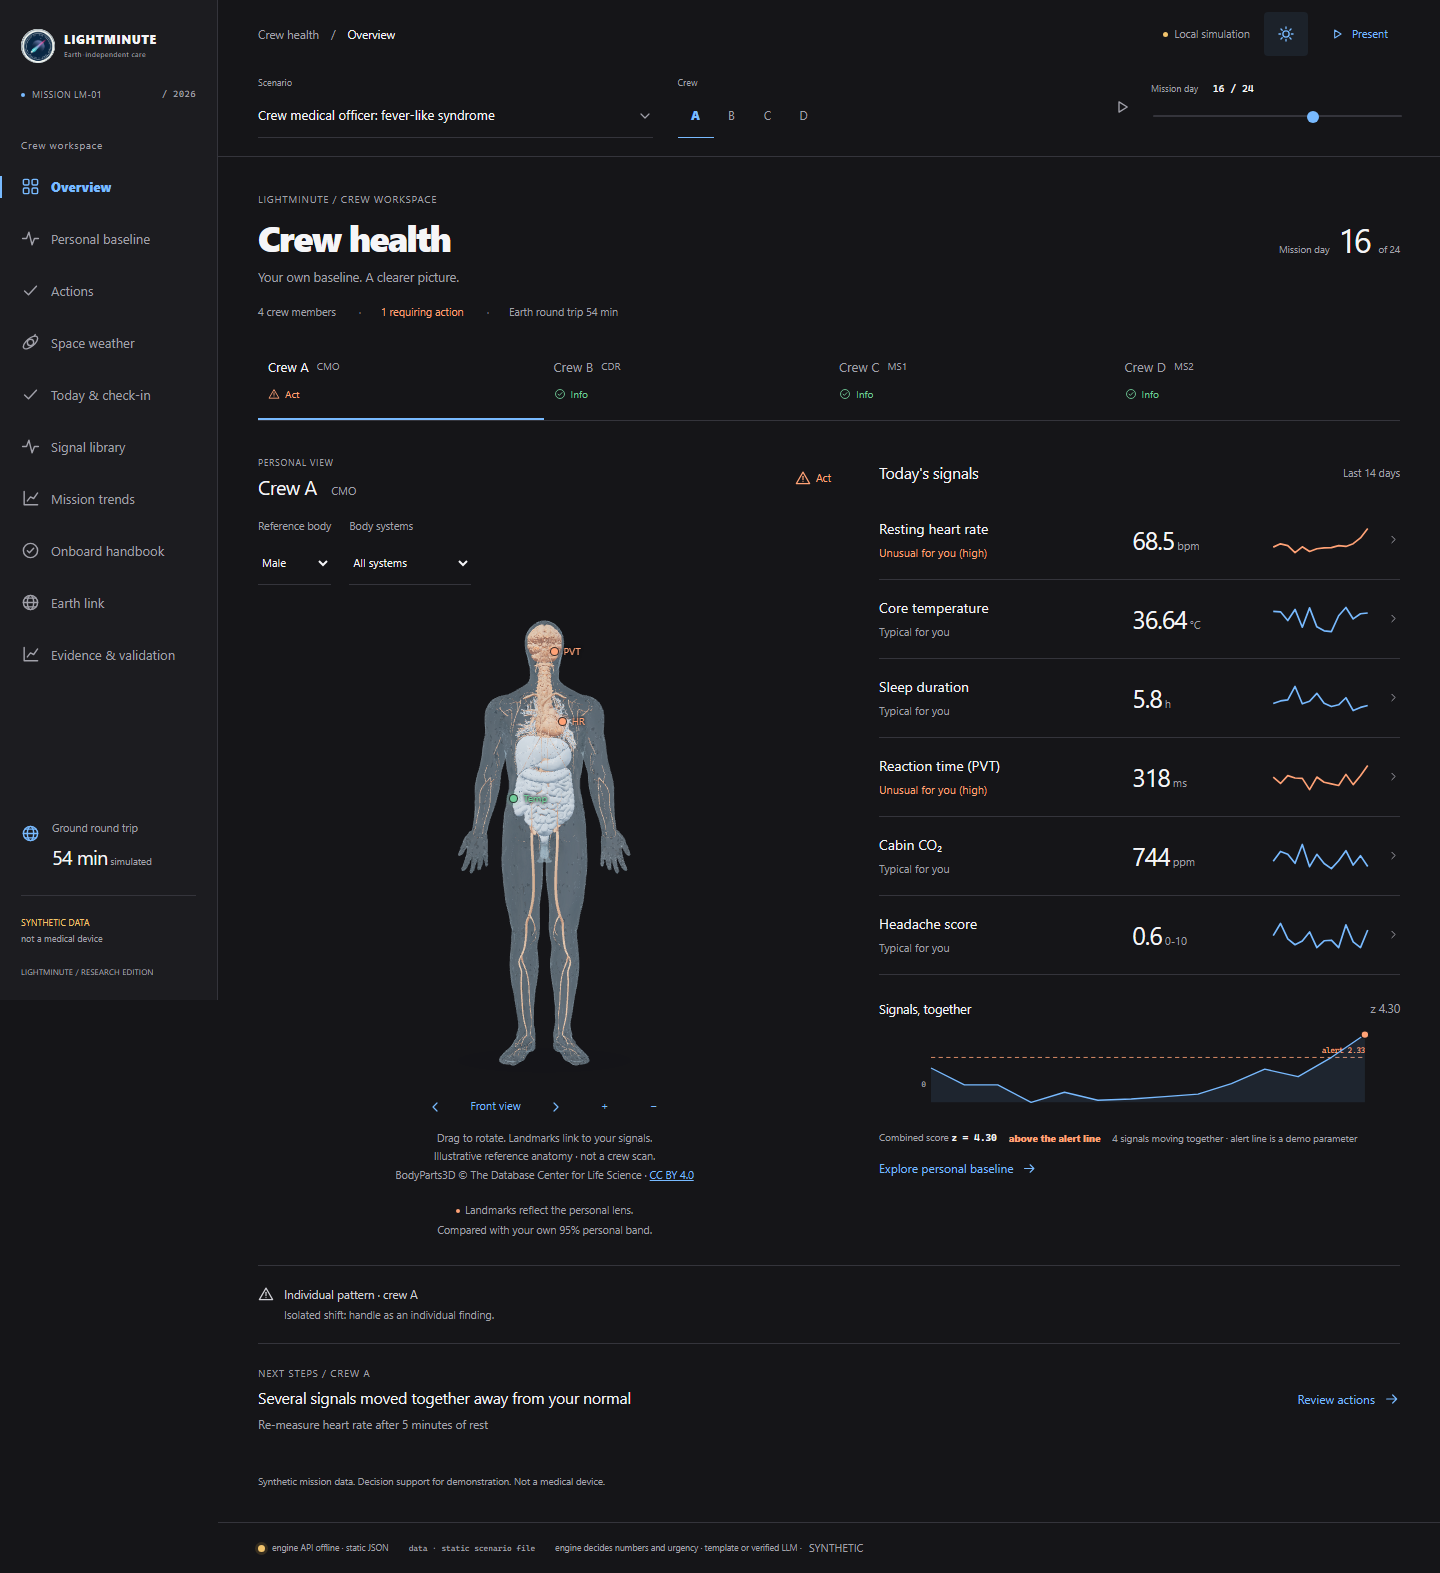 LIGHTMINUTE
Earth-independent care
MISSION LM-01 / 2026
Crew workspace
Overview
Personal baseline
Actions
Space weather
Today & check-in
Signal library
Mission trends
Onboard handbook
Earth link
Evidence & validation
Ground round trip
54 min simulated
SYNTHETIC DATA
not a medical device
LIGHTMINUTE / RESEARCH EDITION
Crew health / Overview
Local simulation
Present
Scenario
Crew medical officer: fever-like syndrome
Crew
A B C D
Mission day 16 / 24
LIGHTMINUTE / CREW WORKSPACE
Crew health
Your own baseline. A clearer picture.
4 crew members · 1 requiring action · Earth round trip 54 min
Mission day 16 of 24
Crew A CMO
Act
Crew B CDR
Info
Crew C MS1
Info
Crew D MS2
Info
PERSONAL VIEW
Crew A CMO
Act
Reference body
Male
Body systems
All systems
PVT
HR
Temp
Front view
+ −
Drag to rotate. Landmarks link to your signals.
Illustrative reference anatomy · not a crew scan.
BodyParts3D © The Database Center for Life Science · CC BY 4.0
Landmarks reflect the personal lens.
Compared with your own 95% personal band.
Today's signals
Last 14 days
Resting heart rate
Unusual for you (high)
68.5 bpm
Core temperature
Typical for you
36.64 °C
Sleep duration
Typical for you
5.8 h
Reaction time (PVT)
Unusual for you (high)
318 ms
Cabin CO₂
Typical for you
744 ppm
Headache score
Typical for you
0.6 0-10
Signals, together
z 4.30
alert 2.33
0
Combined score z = 4.30 above the alert line 4 signals moving together · alert line is a demo parameter
Explore personal baseline
Individual pattern · crew A
Isolated shift: handle as an individual finding.
NEXT STEPS / CREW A
Several signals moved together away from your normal
Re-measure heart rate after 5 minutes of rest
Review actions
Synthetic mission data. Decision support for demonstration. Not a medical device.
engine API offline · static JSON data · static scenario file engine decides numbers and urgency · template or verified LLM · SYNTHETIC